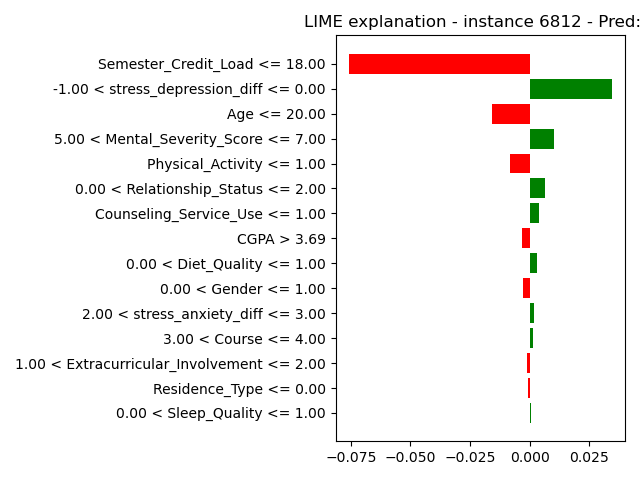 LIME explanation - instance 6812 - Pred:
Semester_Credit_Load <= 18.00
-1.00 < stress_depression_diff <= 0.00
Age <= 20.00
5.00 < Mental_Severity_Score <= 7.00
Physical_Activity <= 1.00
0.00 < Relationship_Status <= 2.00
Counseling_Service_Use <= 1.00
CGPA > 3.69
0.00 < Diet_Quality <= 1.00
0.00 < Gender <= 1.00
2.00 < stress_anxiety_diff <= 3.00
3.00 < Course <= 4.00
1.00 < Extracurricular_Involvement <= 2.00
Residence_Type <= 0.00
0.00 < Sleep_Quality <= 1.00
−0.075 −0.050 −0.025 0.000 0.025